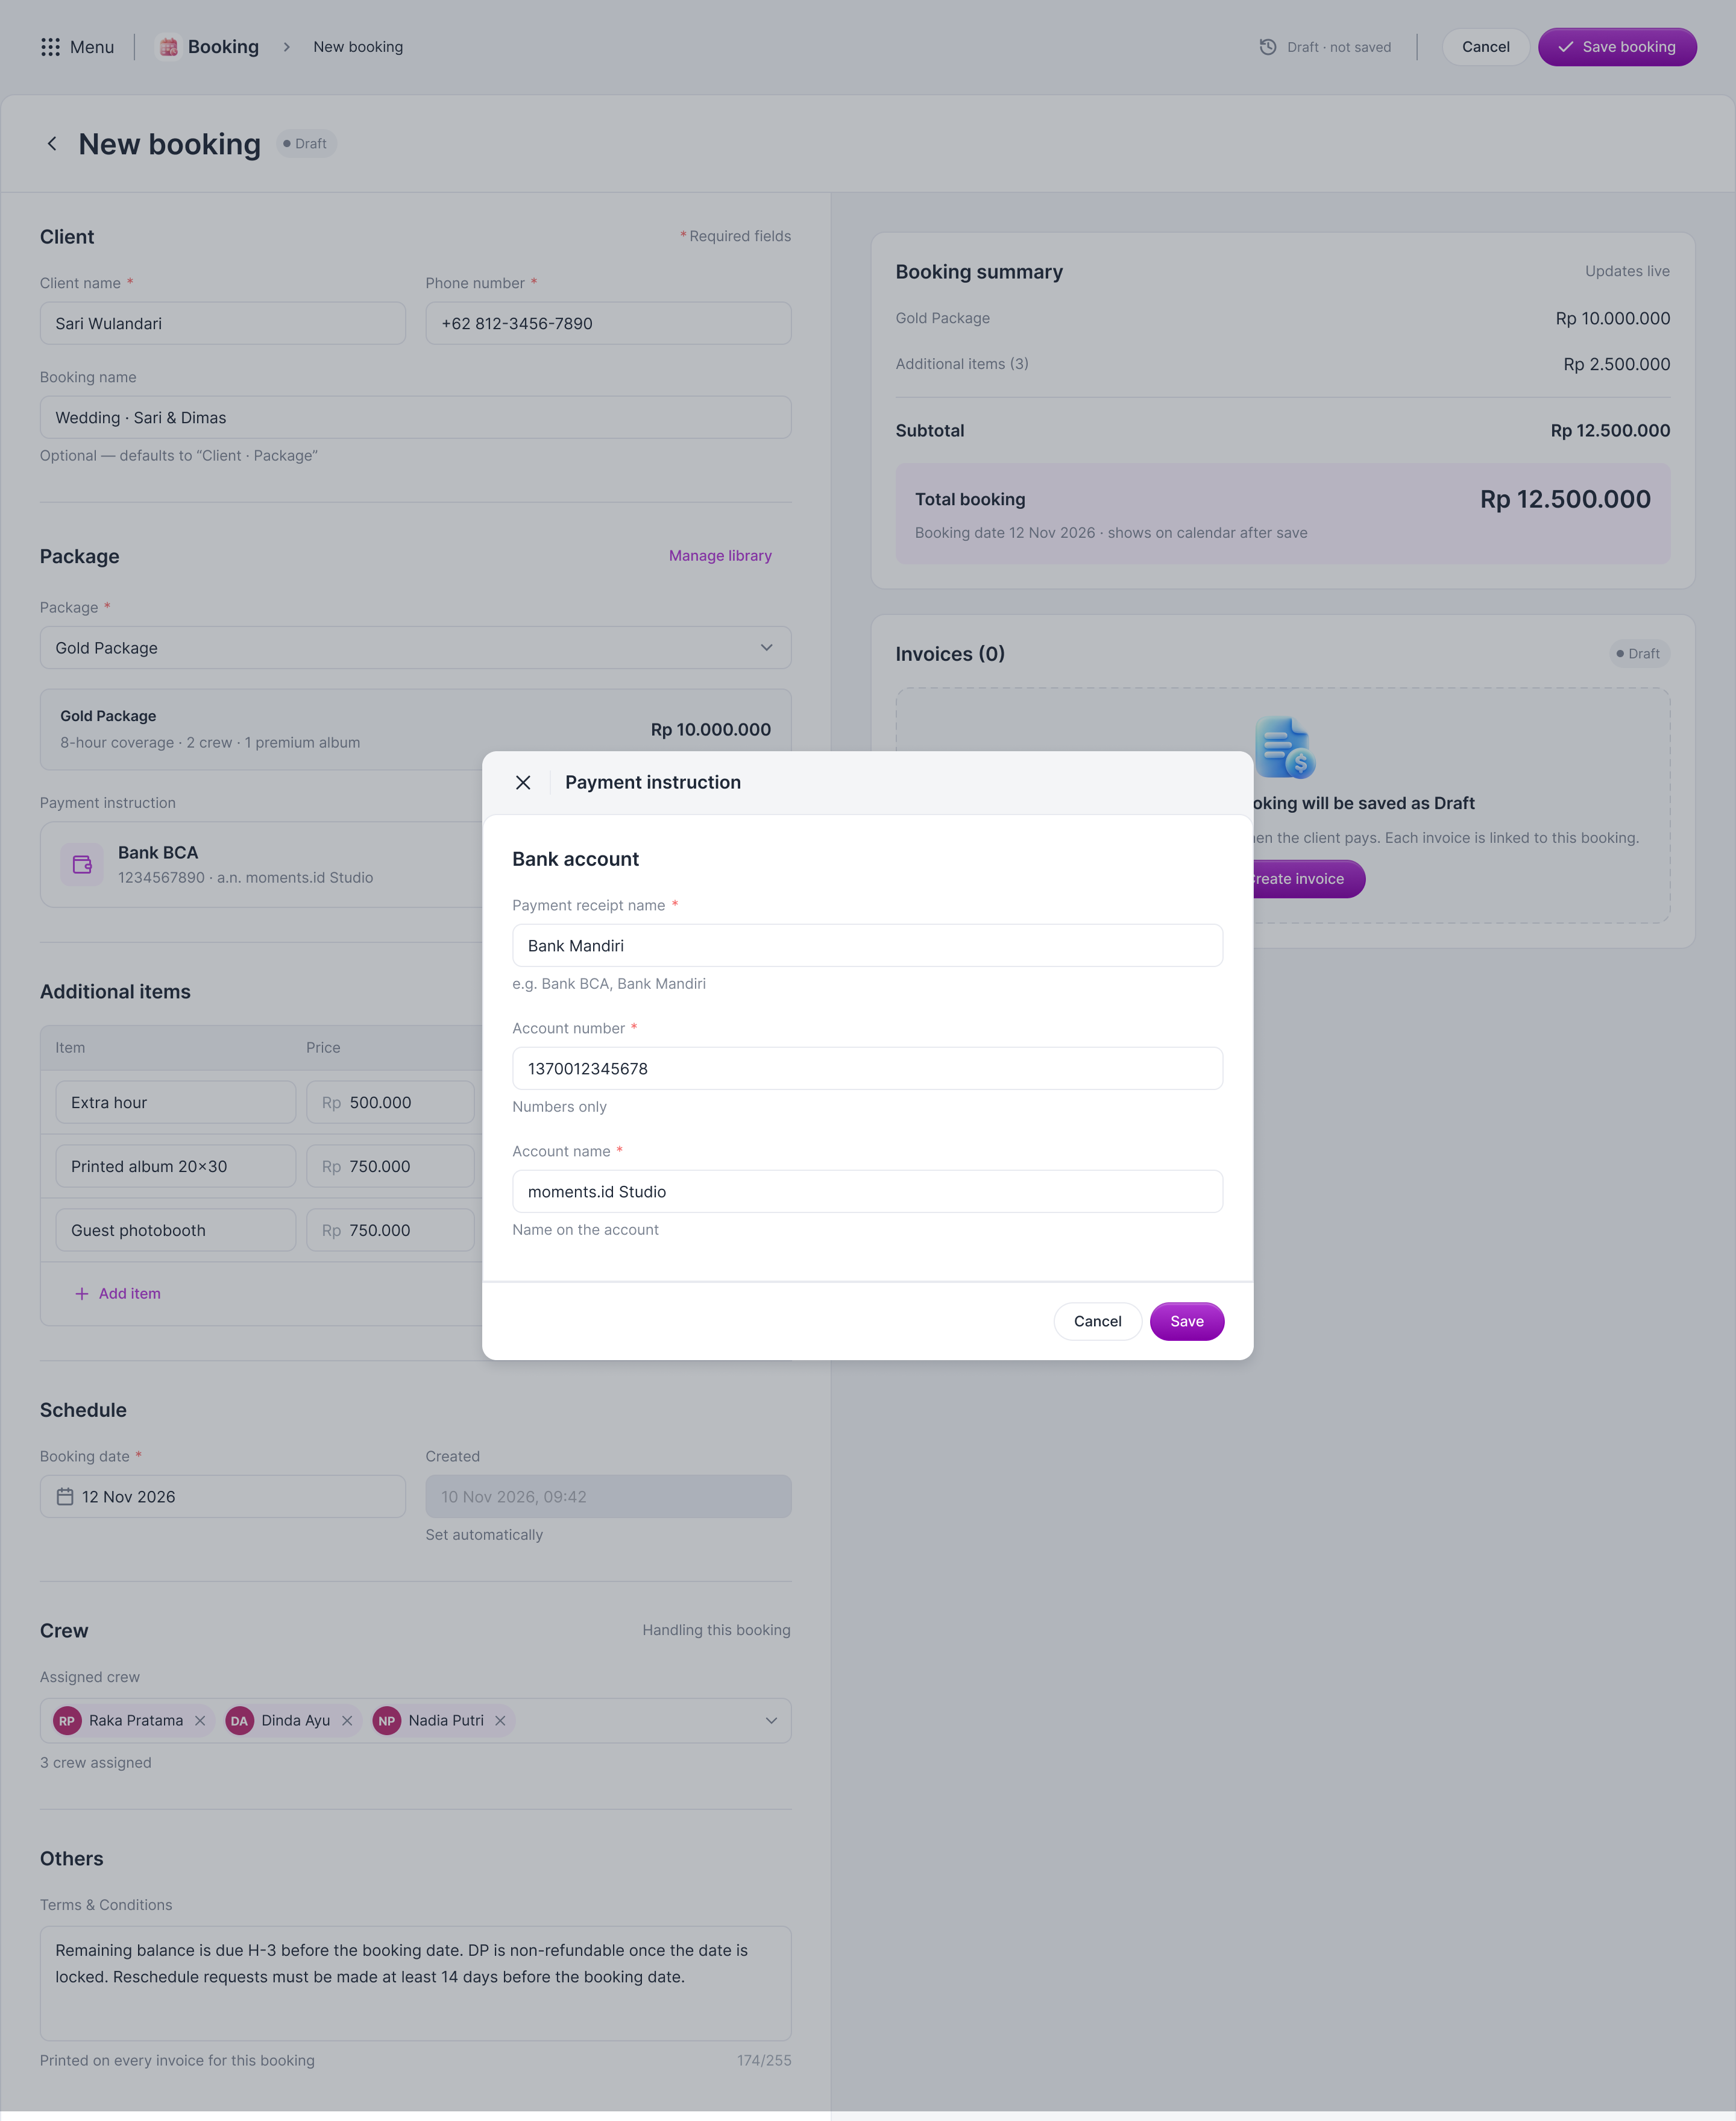 Menu
Booking
New booking
Draft · not saved
Cancel
Save booking
New booking
Draft
Client
* Required fields
Client name *
Phone number *
Sari Wulandari
+62 812-3456-7890
Booking name
Wedding · Sari & Dimas
Optional — defaults to “Client · Package”
Package
Manage library
Package *
Gold Package
Gold Package
8-hour coverage · 2 crew · 1 premium album
Rp 10.000.000
Payment instruction
Bank BCA
1234567890 · a.n. moments.id Studio
Additional items
Item
Price
Extra hour
Rp 500.000
Printed album 20×30
Rp 750.000
Guest photobooth
Rp 750.000
Add item
Schedule
Booking date *
Created
12 Nov 2026
10 Nov 2026, 09:42
Set automatically
Crew
Handling this booking
Assigned crew
RP Raka Pratama
DA Dinda Ayu
NP Nadia Putri
3 crew assigned
Others
Terms & Conditions
Remaining balance is due H-3 before the booking date. DP is non-refundable once the date is
locked. Reschedule requests must be made at least 14 days before the booking date.
Printed on every invoice for this booking
174/255
Booking summary
Updates live
Gold Package
Rp 10.000.000
Additional items (3)
Rp 2.500.000
Subtotal
Rp 12.500.000
Total booking
Rp 12.500.000
Booking date 12 Nov 2026 · shows on calendar after save
Invoices (0)
Draft
will be saved as Draft
the client pays. Each invoice is linked to this booking.
invoice
Payment instruction
Bank account
Payment receipt name *
Bank Mandiri
e.g. Bank BCA, Bank Mandiri
Account number *
1370012345678
Numbers only
Account name *
moments.id Studio
Name on the account
Cancel
Save